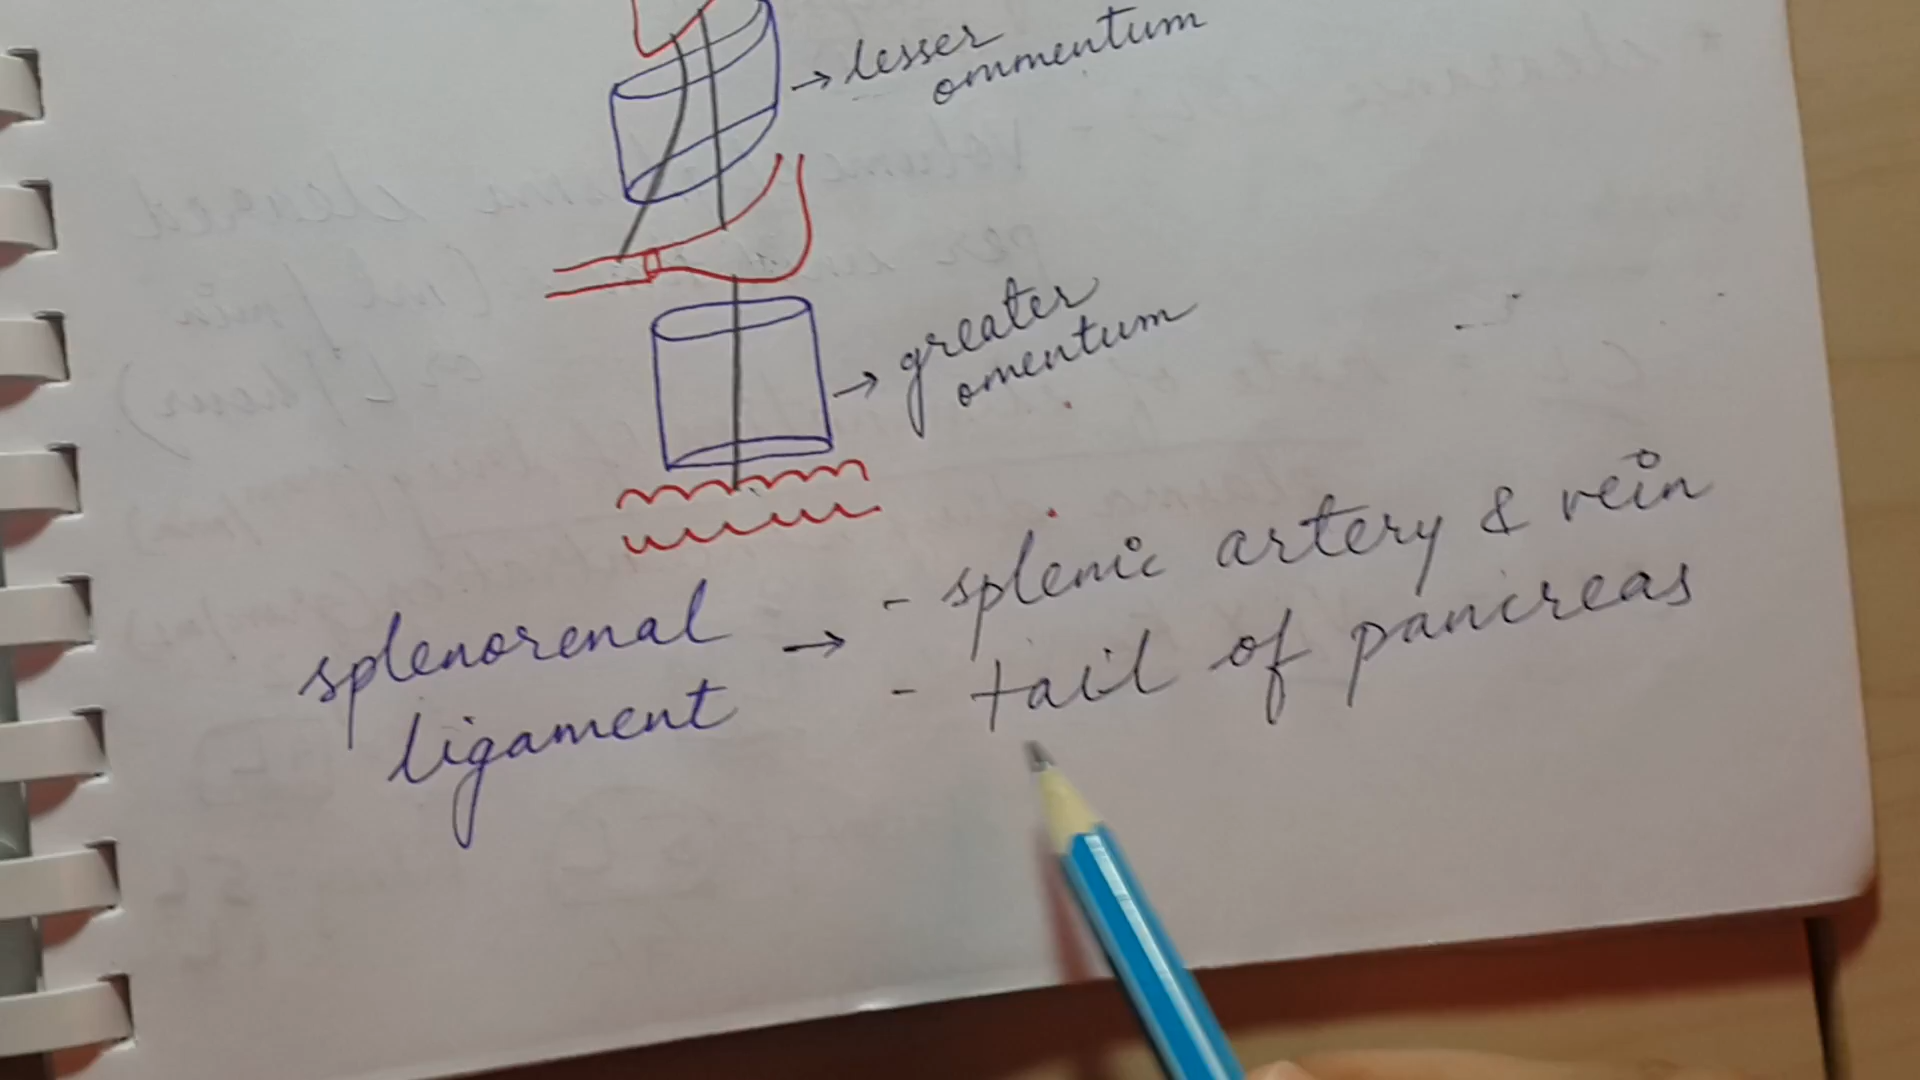 → lesser
ommentum
→ greater
omentum
splenorenal
ligament
→ - splenic artery & vein
- tail of pancreas